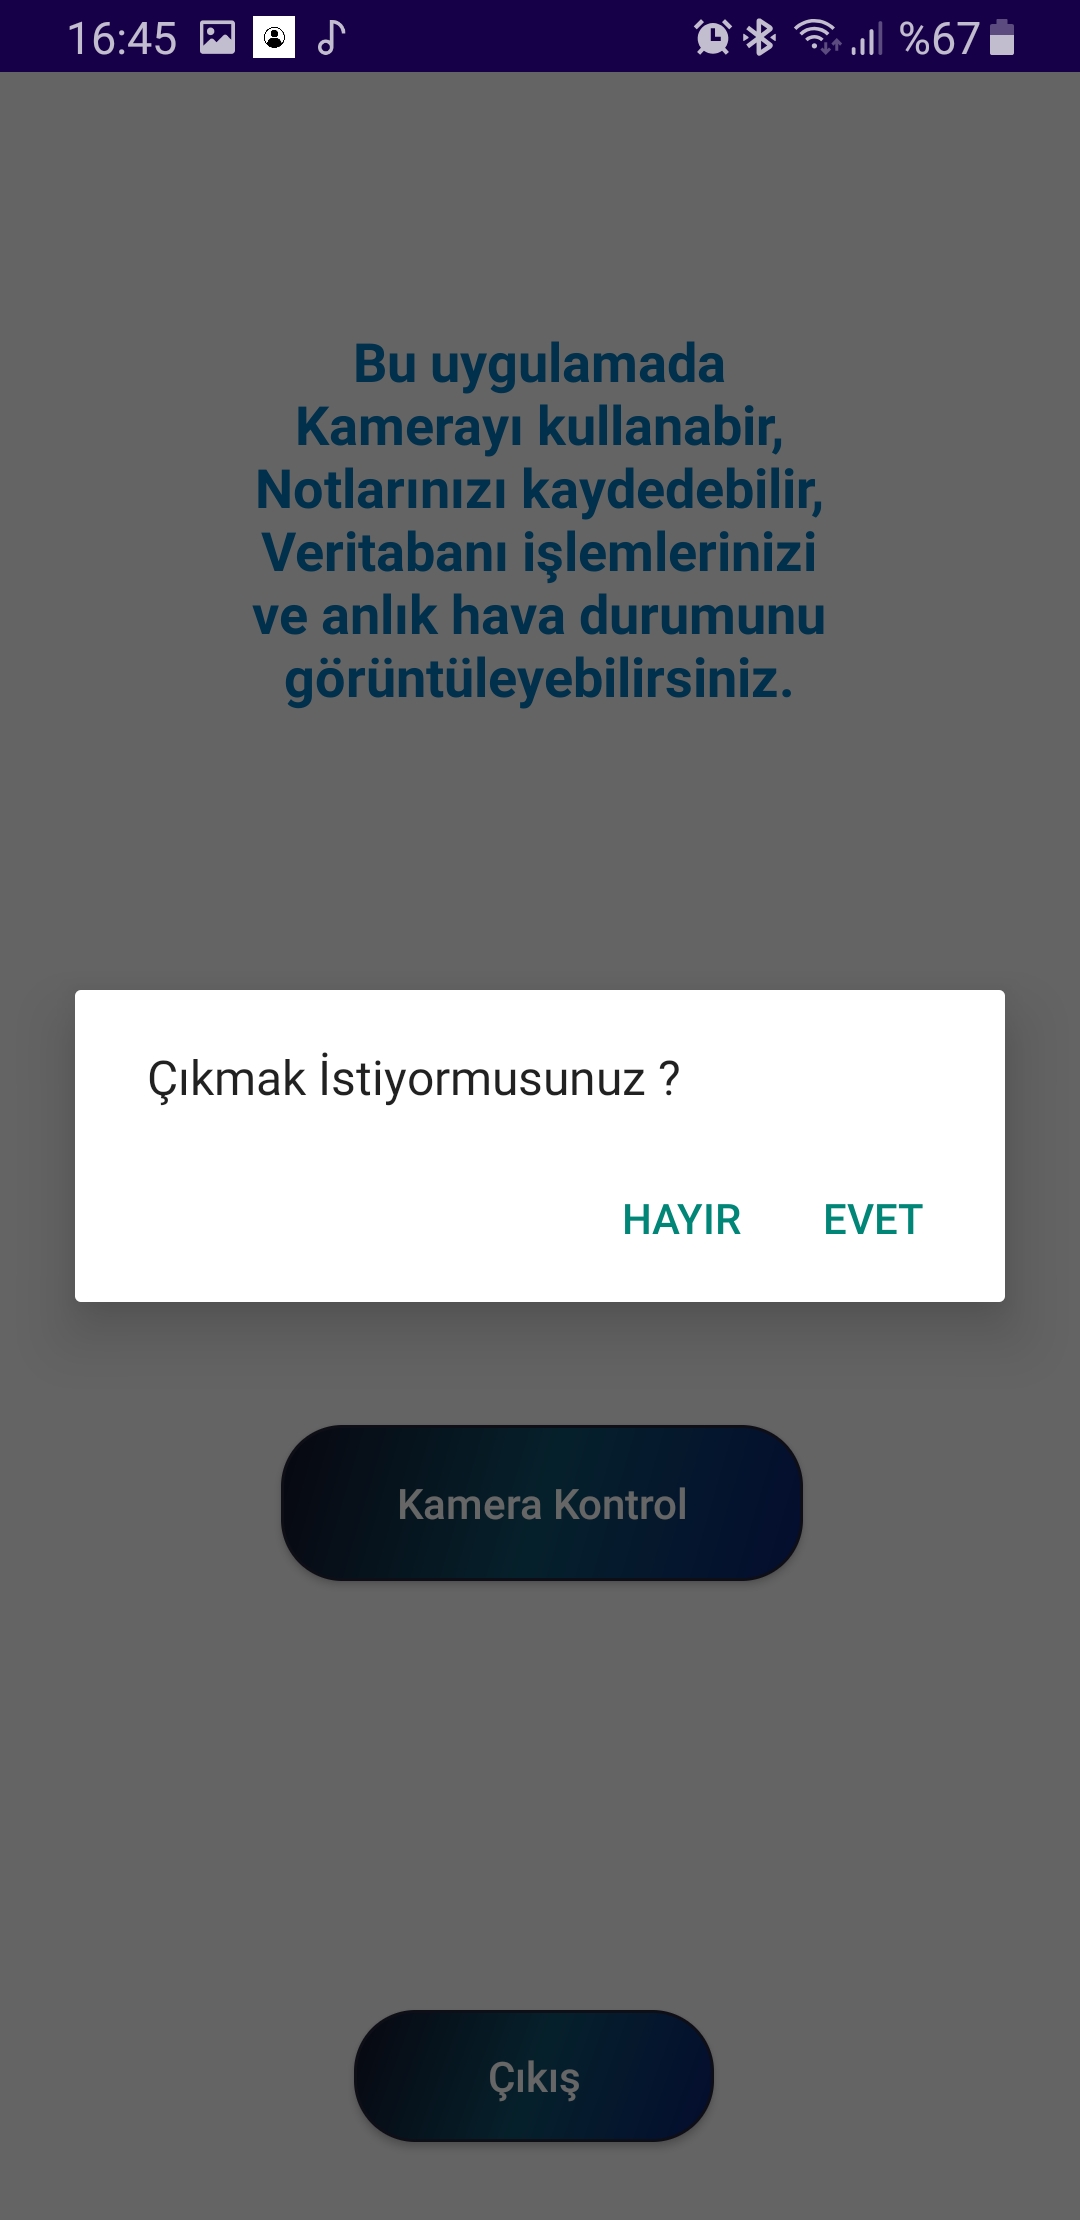 16:45 %67
Bu uygulamada
Kamerayı kullanabir,
Notlarınızı kaydedebilir,
Veritabanı işlemlerinizi
ve anlık hava durumunu
görüntüleyebilirsiniz.
Çıkmak İstiyormusunuz ?
HAYIR EVET
Kamera Kontrol
Çıkış